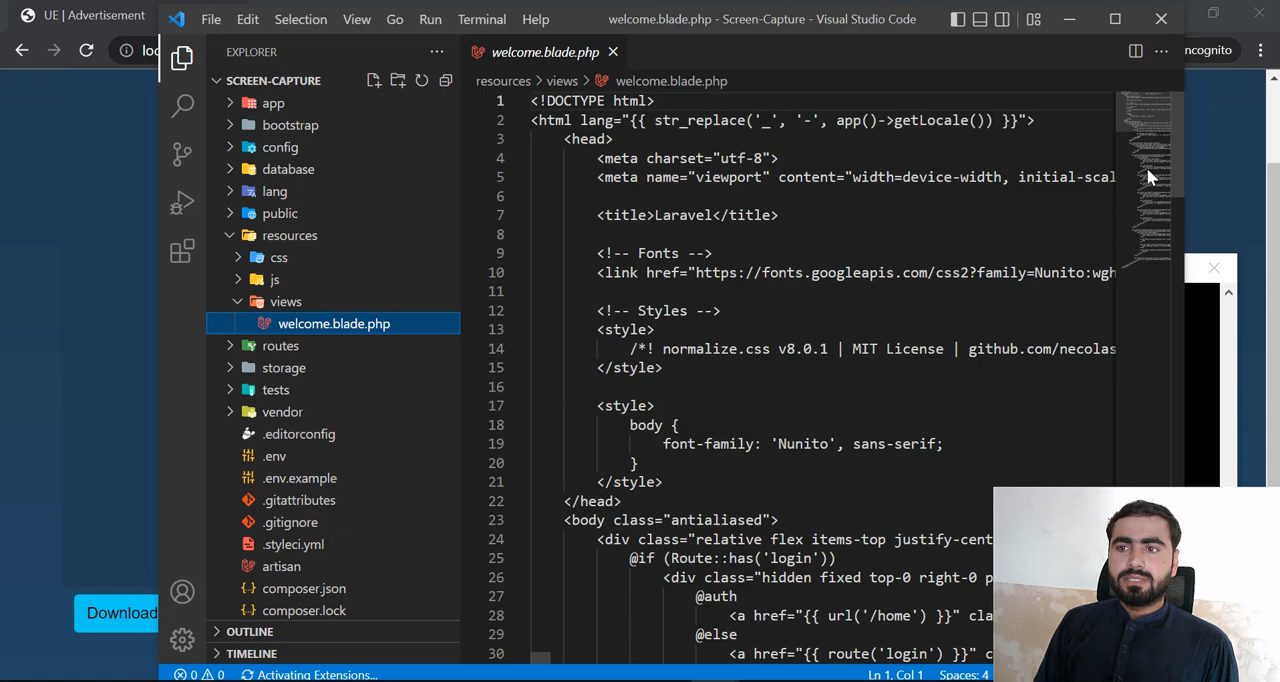 UE | Advertisement
loc
ncognito
File Edit Selection View Go Run Terminal Help
welcome.blade.php - Screen-Capture - Visual Studio Code
EXPLORER
SCREEN-CAPTURE
app
bootstrap
config
database
lang
public
resources
css
js
views
welcome.blade.php
routes
storage
tests
vendor
.editorconfig
.env
.env.example
.gitattributes
.gitignore
.styleci.yml
artisan
composer.json
composer.lock
OUTLINE
TIMELINE
Download
welcome.blade.php
resources > views > welcome.blade.php
1 <!DOCTYPE html>
2 <html lang="{{ str_replace('_', '-', app()->getLocale()) }}">
3 <head>
4 <meta charset="utf-8">
5 <meta name="viewport" content="width=device-width, initial-scal
6
7 <title>Laravel</title>
8
9 <!-- Fonts -->
10 <link href="https://fonts.googleapis.com/css2?family=Nunito:wgh
11
12 <!-- Styles -->
13 <style>
14 /*! normalize.css v8.0.1 | MIT License | github.com/necolas
15 </style>
16
17 <style>
18 body {
19 font-family: 'Nunito', sans-serif;
20 }
21 </style>
22 </head>
23 <body class="antialiased">
24 <div class="relative flex items-top justify-cent
25 @if (Route::has('login'))
26 <div class="hidden fixed top-0 right-0 p
27 @auth
28 <a href="{{ url('/home') }}" cla
29 @else
30 <a href="{{ route('login') }}" c
0 0 Activating Extensions...
Ln 1, Col 1 Spaces: 4